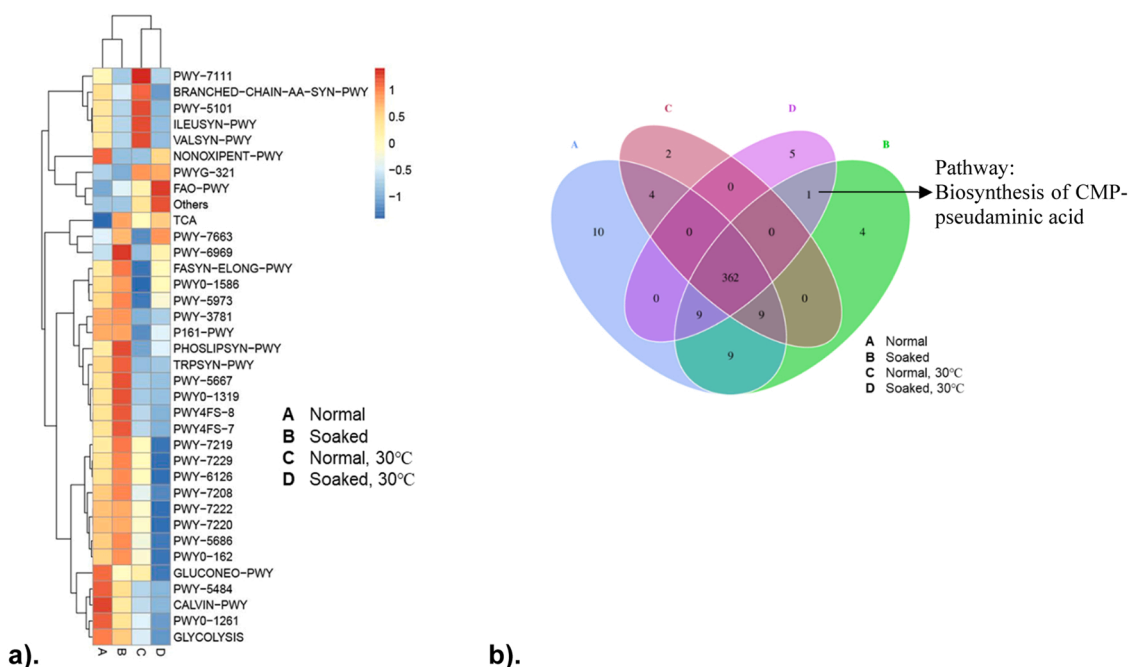 PWY-7111
BRANCHED-CHAIN-AA-SYN-PWY
PWY-5101
ILEUSYN-PWY
VALSYN-PWY
NONOXIPENT-PWY
PWYG-321
FAO-PWY
Others
TCA
PWY-7663
PWY-6969
FASYN-ELONG-PWY
PWY0-1586
PWY-5973
PWY-3781
P161-PWY
PHOSLIPSYN-PWY
TRPSYN-PWY
PWY-5667
PWY0-1319
PWY4FS-8
PWY4FS-7
PWY-7219
PWY-7229
PWY-6126
PWY-7208
PWY-7222
PWY-7220
PWY-5686
PWY0-162
GLUCONEO-PWY
PWY-5484
CALVIN-PWY
PWY0-1261
GLYCOLYSIS
A B C D
1
0.5
0
-0.5
-1
A Normal
B Soaked
C Normal, 30℃
D Soaked, 30℃
a).
C D
A B
2 5
4 0 1
10 0 0 4
362
0 9 9 0
9
Pathway:
Biosynthesis of CMP-
pseudaminic acid
A Normal
B Soaked
C Normal, 30℃
D Soaked, 30℃
b).